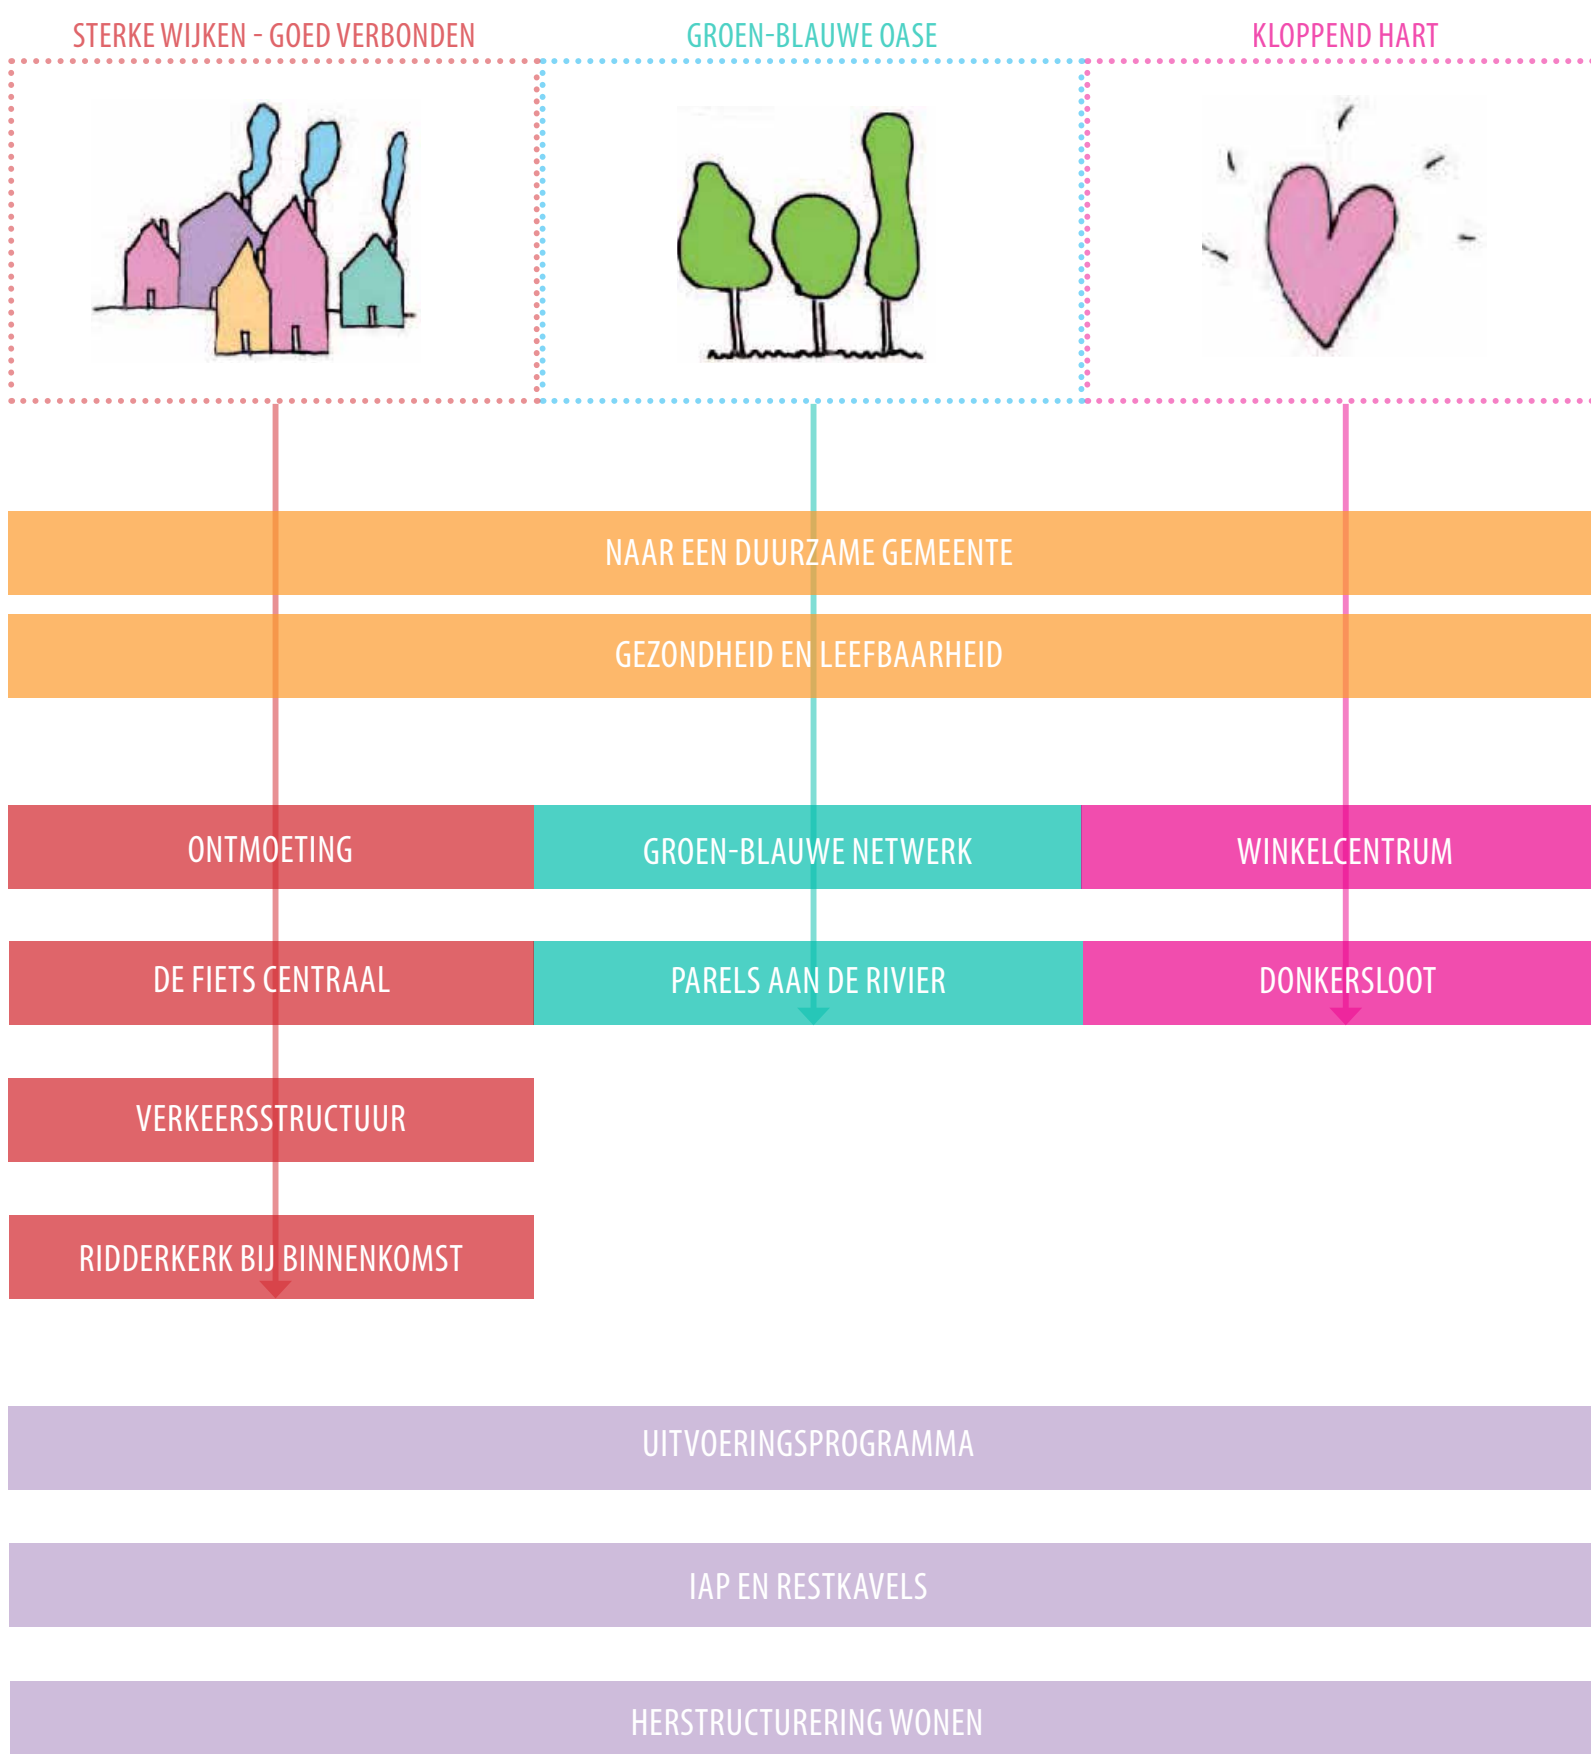 STERKE WIJKEN - GOED VERBONDEN
GROEN-BLAUWE OASE
KLOPPEND HART
NAAR EEN DUURZAME GEMEENTE
GEZONDHEID EN LEEFBAARHEID
ONTMOETING
GROEN-BLAUWE NETWERK
WINKELCENTRUM
DE FIETS CENTRAAL
PARELS AAN DE RIVIER
DONKERSLOOT
VERKEERSSTRUCTUUR
RIDDERKERK BIJ BINNENKOMST
UITVOERINGSPROGRAMMA
IAP EN RESTKAVELS
HERSTRUCTURERING WONEN